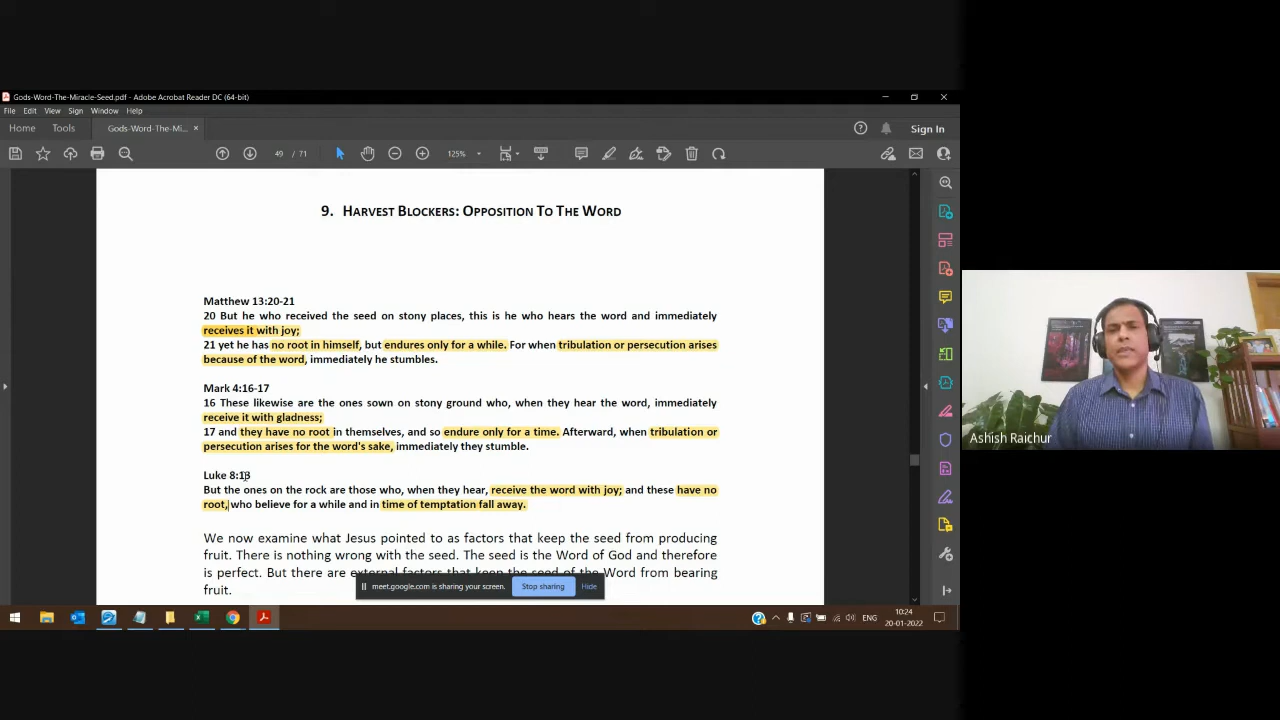 Gods-Word-The-Miracle-Seed.pdf - Adobe Acrobat Reader DC (64-bit)
File Edit View Sign Window Help
Home Tools Gods-Word-The-Mi... × Sign In
49 / 71 125%
9. HARVEST BLOCKERS: OPPOSITION TO THE WORD
Matthew 13:20-21
20 But he who received the seed on stony places, this is he who hears the word and immediately
receives it with joy;
21 yet he has no root in himself, but endures only for a while. For when tribulation or persecution arises
because of the word, immediately he stumbles.
Mark 4:16-17
16 These likewise are the ones sown on stony ground who, when they hear the word, immediately
receive it with gladness;
17 and they have no root in themselves, and so endure only for a time. Afterward, when tribulation or
persecution arises for the word's sake, immediately they stumble.
Luke 8:13
But the ones on the rock are those who, when they hear, receive the word with joy; and these have no
root, who believe for a while and in time of temptation fall away.
We now examine what Jesus pointed to as factors that keep the seed from producing
fruit. There is nothing wrong with the seed. The seed is the Word of God and therefore
is perfect. But there are external factors that keep the seed of the Word from bearing
fruit.
meet.google.com is sharing your screen. Stop sharing Hide
Ashish Raichur
ENG
10:24
20-01-2022